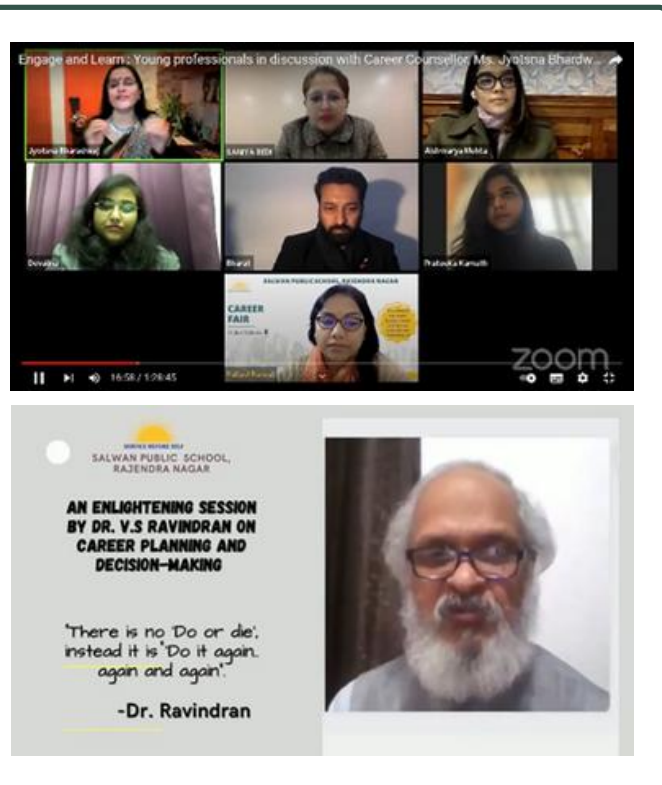 Engage and Learn : Young professionals in discussion with Career Counsellor, Ms. Jyotsna Bhardw...
Jyotsna Bharadwaj
SANIYA BEDI
Aishwarya Mehta
Bharat
Prateeka Kamath
SALWAN PUBLIC SCHOOL, RAJENDRA NAGAR
CAREER
FAIR
zoom
16:58 / 1:28:45
SERVICE BEFORE SELF
SALWAN PUBLIC SCHOOL,
RAJENDRA NAGAR
AN ENLIGHTENING SESSION
BY DR. V.S RAVINDRAN ON
CAREER PLANNING AND
DECISION-MAKING
"There is no 'Do or die',
instead it is "Do it again..
again and again".
-Dr. Ravindran